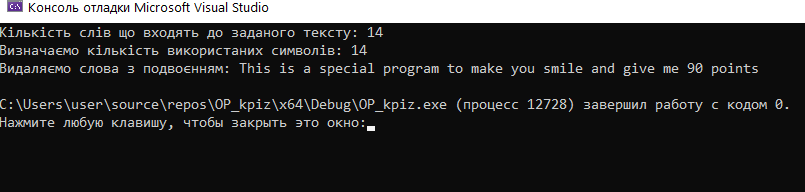 Консоль отладки Microsoft Visual Studio
Кількість слів що входять до заданого тексту: 14
Визначаємо кількість використаних символів: 14
Видаляємо слова з подвоєнням: This is a special program to make you smile and give me 90 points
C:\Users\user\source\repos\OP_kpiz\x64\Debug\OP_kpiz.exe (процесс 12728) завершил работу с кодом 0.
Нажмите любую клавишу, чтобы закрыть это окно: